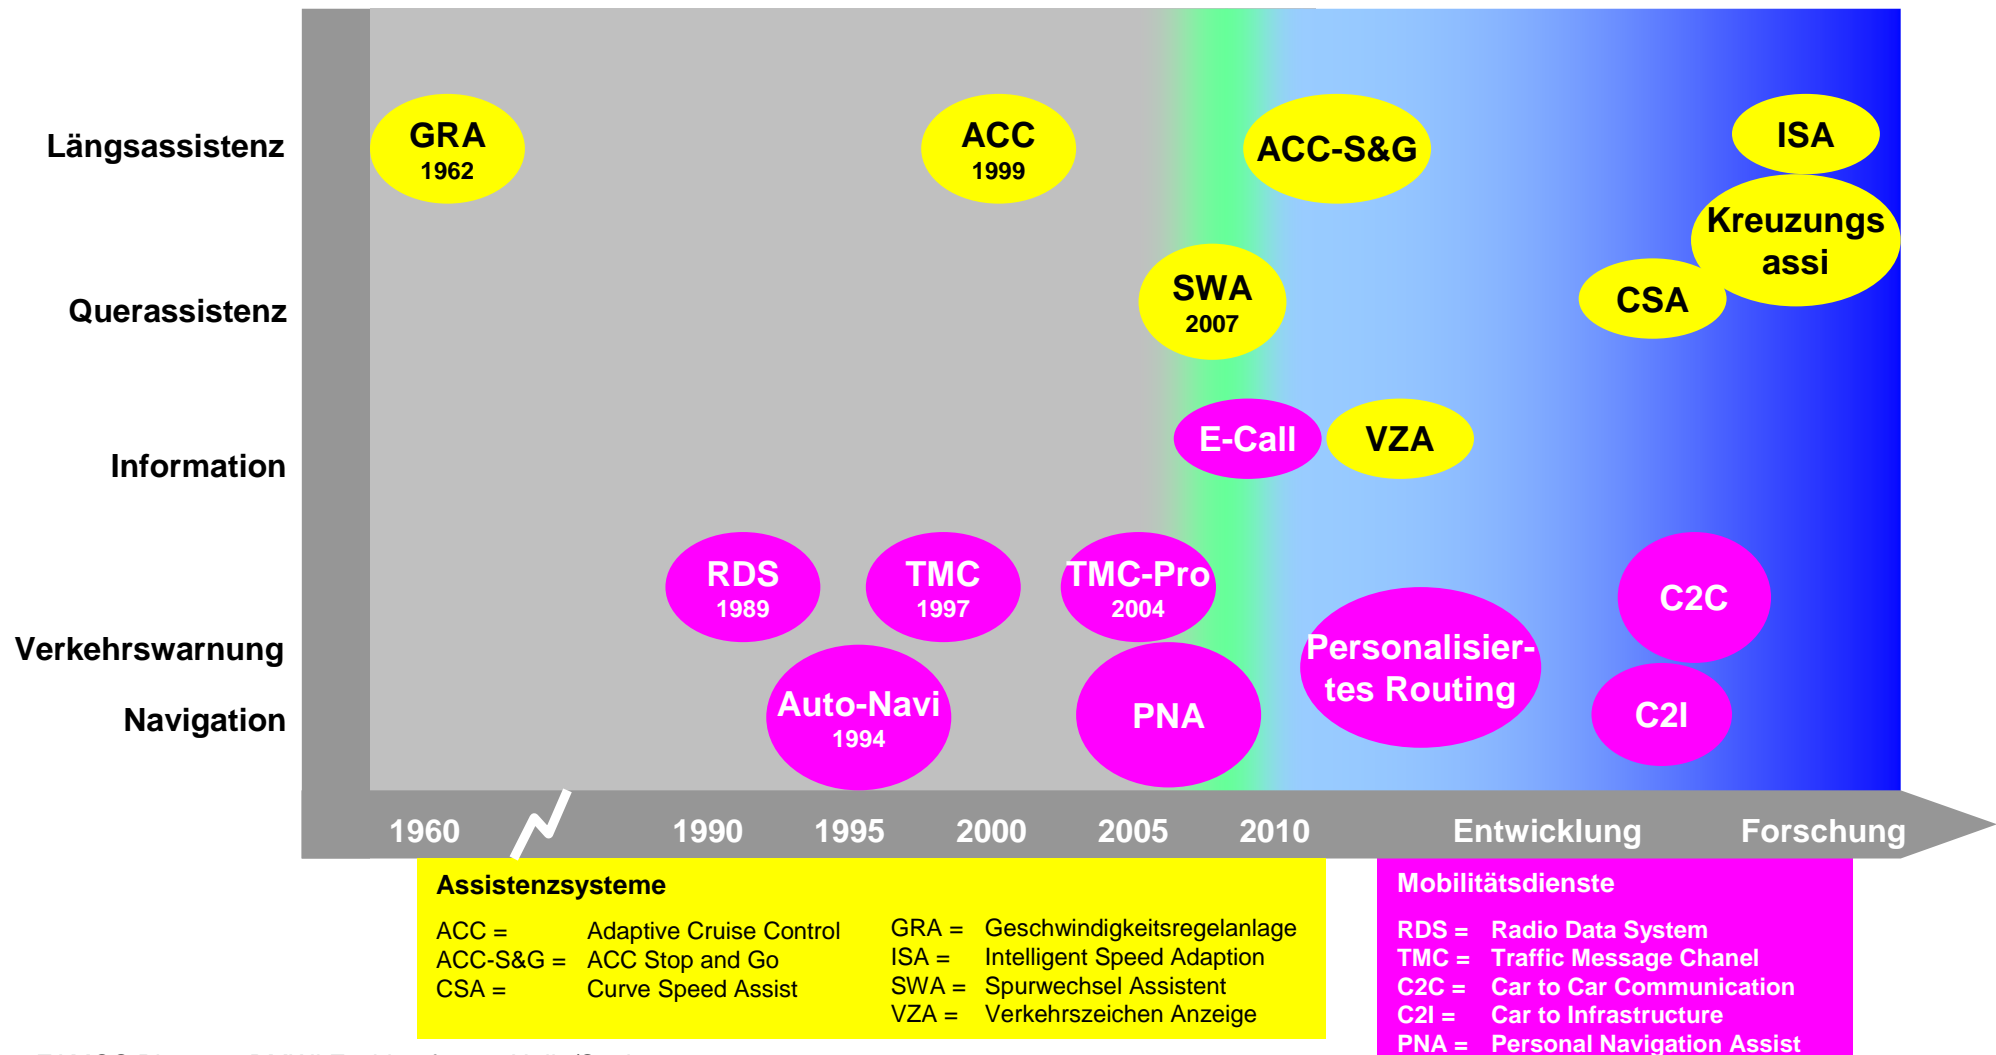 Längsassistenz
GRA
1962
ACC
1999
ACC-S&G
ISA
Kreuzungs
assi
Querassistenz
SWA
2007
CSA
Information
E-Call
VZA
Verkehrswarnung
RDS
1989
TMC
1997
TMC-Pro
2004
C2C
Navigation
Auto-Navi
1994
PNA
Personalisier-
tes Routing
C2I
1960 1990 1995 2000 2005 2010 Entwicklung Forschung
Assistenzsysteme
ACC = Adaptive Cruise Control
ACC-S&G = ACC Stop and Go
CSA = Curve Speed Assist
GRA = Geschwindigkeitsregelanlage
ISA = Intelligent Speed Adaption
SWA = Spurwechsel Assistent
VZA = Verkehrszeichen Anzeige
Mobilitätsdienste
RDS = Radio Data System
TMC = Traffic Message Chanel
C2C = Car to Car Communication
C2I = Car to Infrastructure
PNA = Personal Navigation Assist